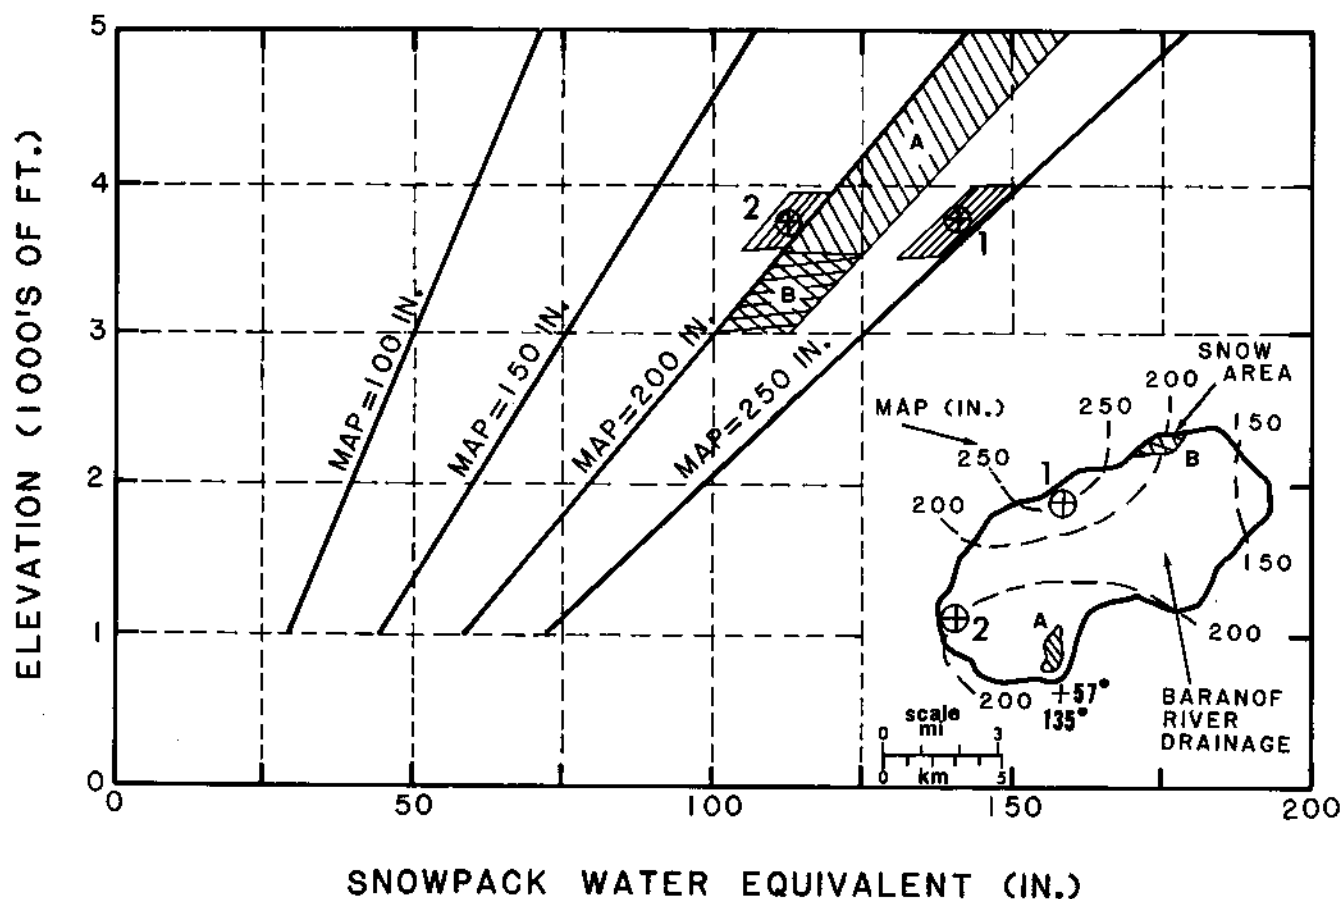 ELEVATION (1000'S OF FT.)
5
4
3
2
1
0
0
50
100
150
200
SNOWPACK WATER EQUIVALENT (IN.)
MAP=100 IN.
MAP=150 IN.
MAP=200 IN.
MAP=250 IN.
A
B
2
1
SNOW
AREA
MAP (IN.)
250
200
250
150
1
B
200
150
2
A
200
200
+57°
135°
BARANOF
RIVER
DRAINAGE
scale
mi
0
3
0
km
5